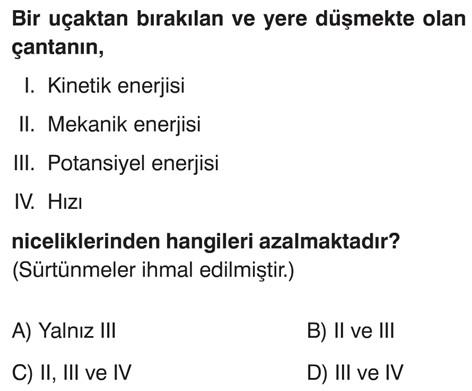 Bir uçaktan bırakılan ve yere düşmekte olan
çantanın,
I. Kinetik enerjisi
II. Mekanik enerjisi
III. Potansiyel enerjisi
IV. Hızı
niceliklerinden hangileri azalmaktadır?
(Sürtünmeler ihmal edilmiştir.)
A) Yalnız III B) II ve III
C) II, III ve IV D) III ve IV